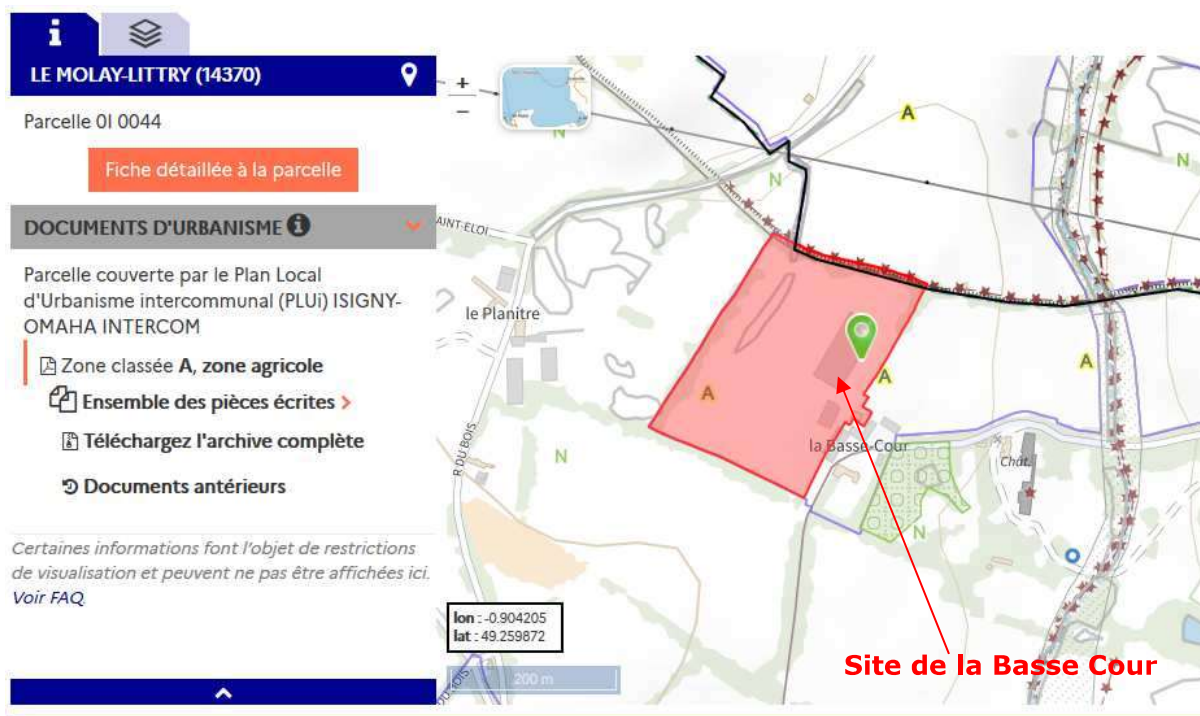 i
LE MOLAY-LITTRY (14370)
Parcelle 0I 0044
Fiche détaillée à la parcelle
DOCUMENTS D'URBANISME i
Parcelle couverte par le Plan Local
d'Urbanisme intercommunal (PLUi) ISIGNY-
OMAHA INTERCOM
Zone classée A, zone agricole
Ensemble des pièces écrites >
Téléchargez l'archive complète
Documents antérieurs
Certaines informations font l'objet de restrictions
de visualisation et peuvent ne pas être affichées ici.
Voir FAQ
+
−
N
A
N
N
AINT-ELOI
le Planitre
A
A
A
la Basse-Cour
R DU BOIS
N
Chât.
N
lon : -0.904205
lat : 49.259872
200 m
Site de la Basse Cour